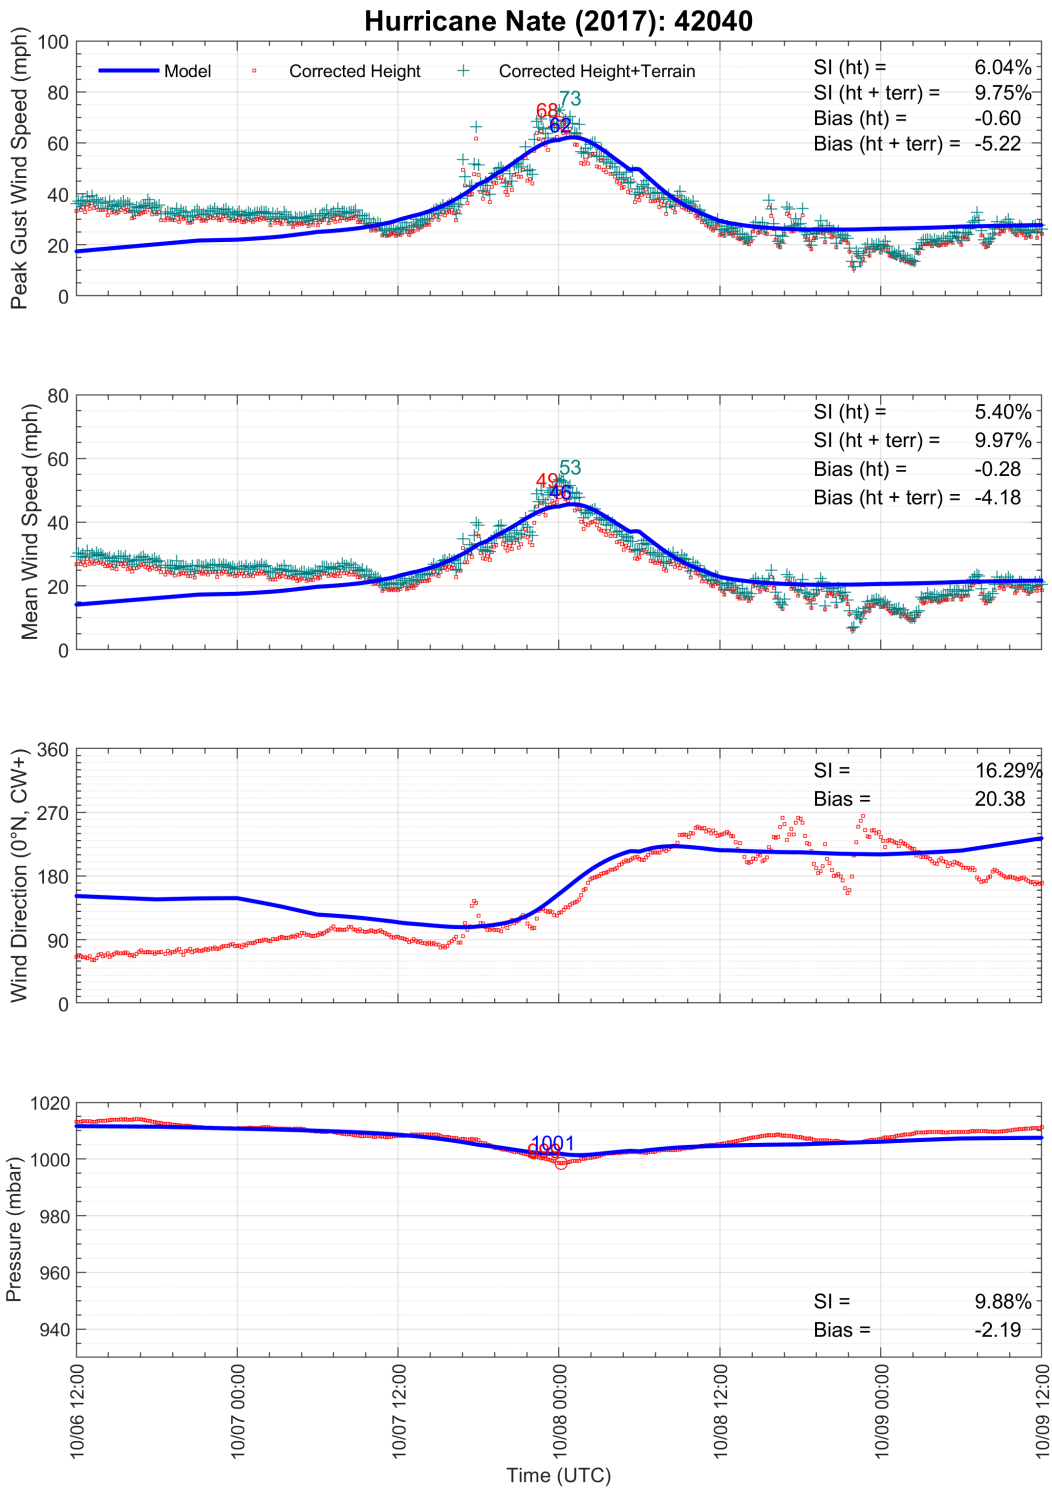 Hurricane Nate (2017): 42040
Peak Gust Wind Speed (mph)
100
80
60
40
20
0
Model
Corrected Height
Corrected Height+Terrain
SI (ht) = 6.04%
SI (ht + terr) = 9.75%
Bias (ht) = -0.60
Bias (ht + terr) = -5.22
73
68
62
Mean Wind Speed (mph)
80
60
40
20
0
SI (ht) = 5.40%
SI (ht + terr) = 9.97%
Bias (ht) = -0.28
Bias (ht + terr) = -4.18
53
49
46
Wind Direction (0°N, CW+)
360
270
180
90
0
SI = 16.29%
Bias = 20.38
Pressure (mbar)
1020
1000
980
960
940
1001
999
SI = 9.88%
Bias = -2.19
10/06 12:00
10/07 00:00
10/07 12:00
10/08 00:00
10/08 12:00
10/09 00:00
10/09 12:00
Time (UTC)